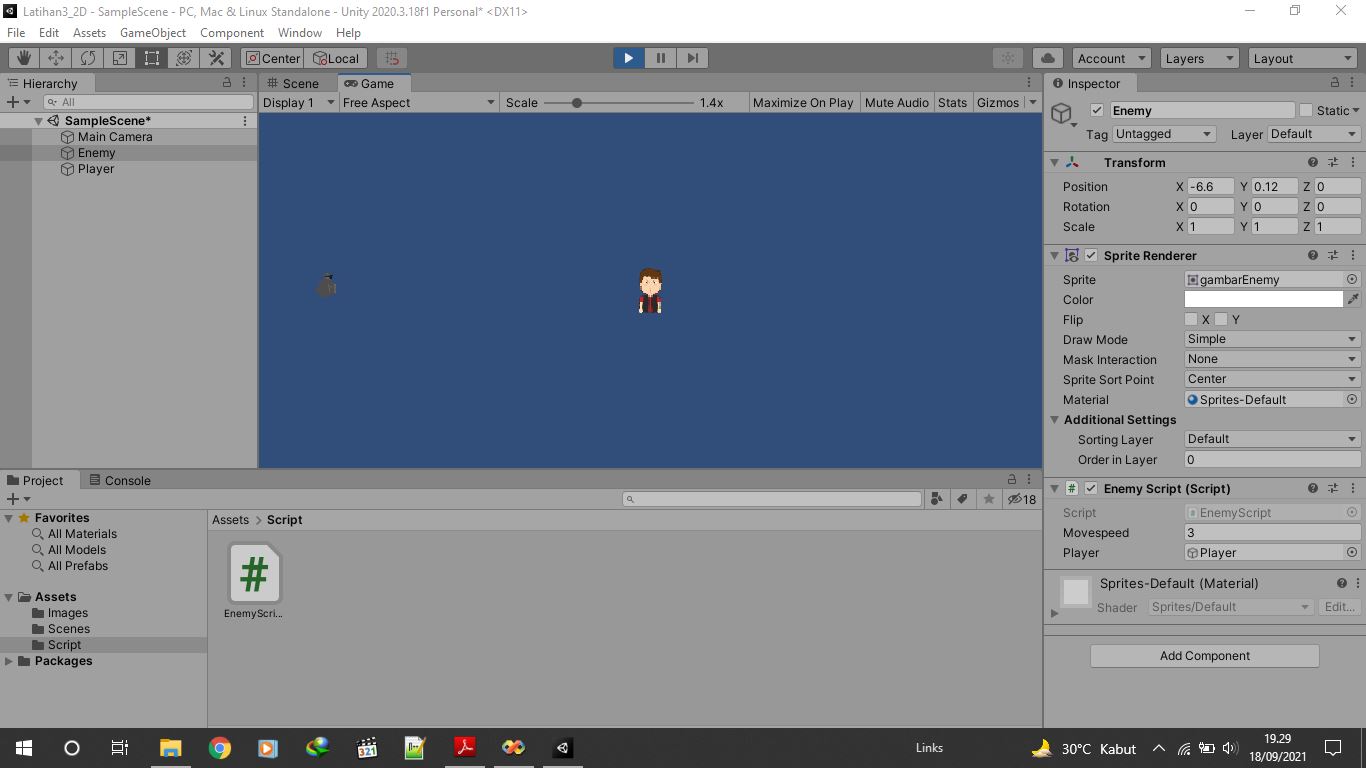 Latihan3_2D - SampleScene - PC, Mac & Linux Standalone - Unity 2020.3.18f1 Personal* <DX11>
File Edit Assets GameObject Component Window Help
Center Local Account Layers Layout
Hierarchy
All
SampleScene*
Main Camera
Enemy
Player
Scene Game
Display 1 Free Aspect Scale 1.4x Maximize On Play Mute Audio Stats Gizmos
Inspector
Enemy Static
Tag Untagged Layer Default
Transform
Position X -6.6 Y 0.12 Z 0
Rotation X 0 Y 0 Z 0
Scale X 1 Y 1 Z 1
Sprite Renderer
Sprite gambarEnemy
Color
Flip X Y
Draw Mode Simple
Mask Interaction None
Sprite Sort Point Center
Material Sprites-Default
Additional Settings
Sorting Layer Default
Order in Layer 0
# Enemy Script (Script)
Script # EnemyScript
Movespeed 3
Player Player
Sprites-Default (Material)
Shader Sprites/Default Edit...
Add Component
Project Console
18
Favorites
All Materials
All Models
All Prefabs
Assets
Images
Scenes
Script
Packages
Assets > Script
#
EnemyScri...
321
Links
30°C Kabut
19.29
18/09/2021